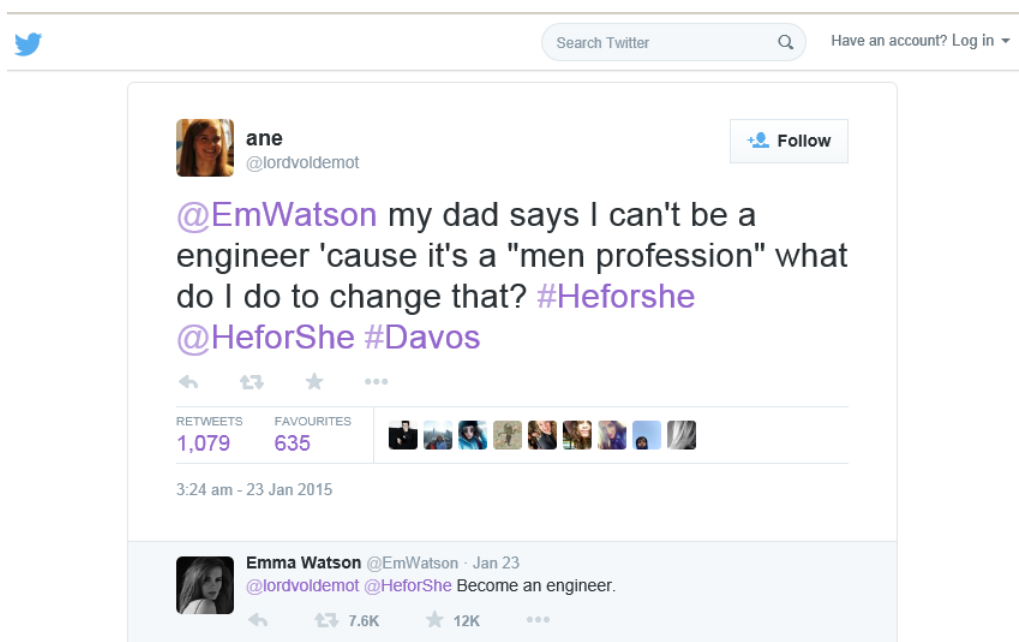 Search Twitter
Have an account? Log in
ane
@lordvoldemot
Follow
@EmWatson my dad says I can't be a
engineer 'cause it's a "men profession" what
do I do to change that? #Heforshe
@HeforShe #Davos
RETWEETS FAVOURITES
1,079 635
3:24 am - 23 Jan 2015
Emma Watson @EmWatson · Jan 23
@lordvoldemot @HeforShe Become an engineer.
7.6K 12K